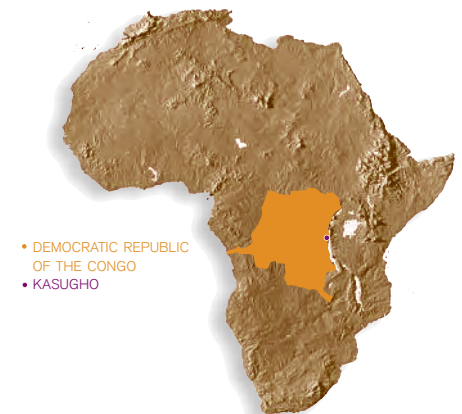 • DEMOCRATIC REPUBLIC
OF THE CONGO
• KASUGHO